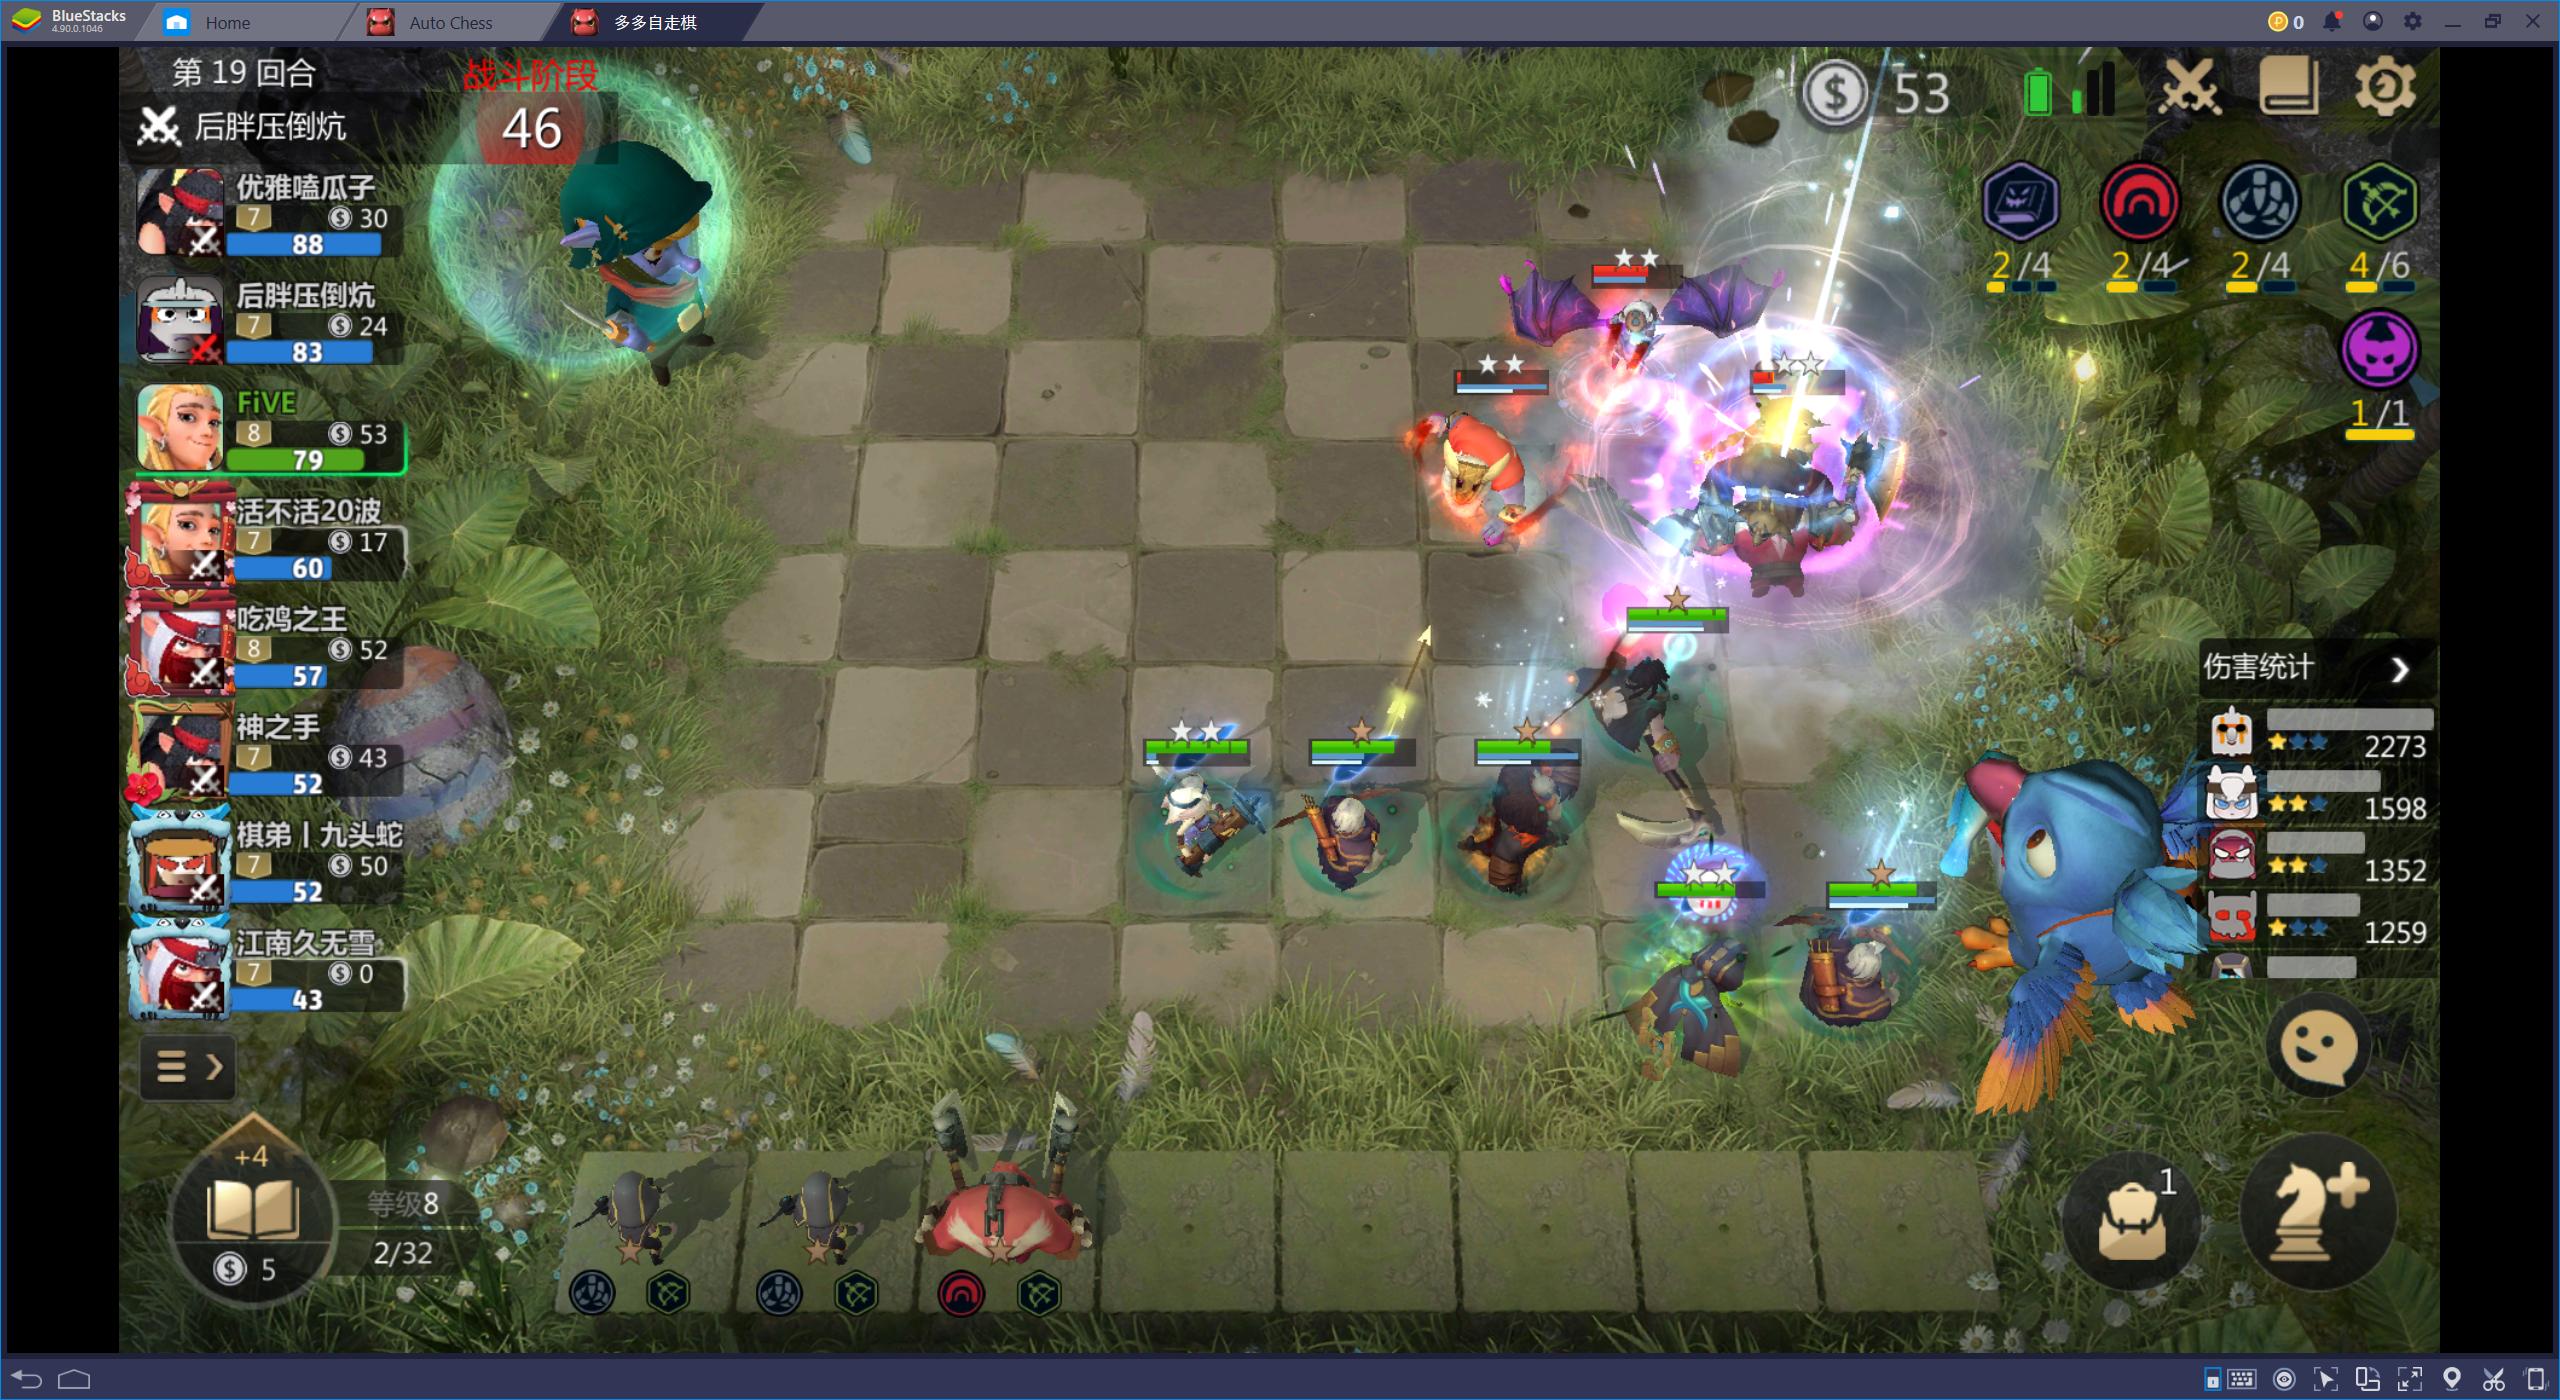 BlueStacks
4.90.0.1046
Home
Auto Chess
多多自走棋
0
第 19 回合
战斗阶段
后胖压倒炕
46
53
优雅嗑瓜子
7
30
88
后胖压倒炕
7
24
83
FiVE
8
53
79
活不活20波
7
17
60
吃鸡之王
8
52
57
神之手
7
43
52
棋弟丨九头蛇
7
50
52
江南久无雪
7
0
43
2/4
2/4
2/4
4/6
1/1
伤害统计
2273
1598
1352
1259
+4
5
等级8
2/32
1